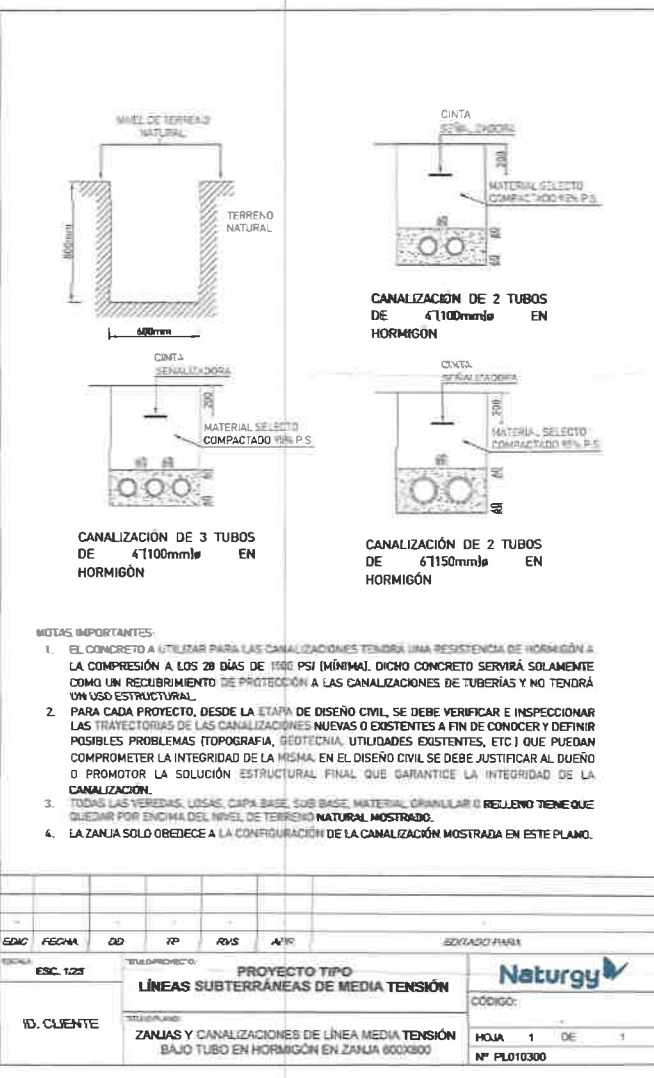 NIVEL DE TERRENO
NATURAL
800mm
TERRENO
NATURAL
600mm
CINTA
SEÑALIZADORA
200
MATERIAL SELECTO
COMPACTADO 95% P.S.
60
60
60
CANALIZACIÓN DE 2 TUBOS
DE 4"(100mm)ø EN
HORMIGÓN
CINTA
SEÑALIZADORA
200
MATERIAL SELECTO
COMPACTADO 95% P.S.
60 60
60
60
CANALIZACIÓN DE 3 TUBOS
DE 4"(100mm)ø EN
HORMIGÒN
CINTA
SEÑALIZADORA
200
MATERIAL SELECTO
COMPACTADO 95% P.S.
60
60
60
CANALIZACIÓN DE 2 TUBOS
DE 6"(150mm)ø EN
HORMIGÓN
NOTAS IMPORTANTES:
1. EL CONCRETO A UTILIZAR PARA LAS CANALIZACIONES TENDRÁ UNA RESISTENCIA DE HORMIGÓN A
LA COMPRESIÓN A LOS 28 DÍAS DE 1500 PSI (MÍNIMA). DICHO CONCRETO SERVIRÁ SOLAMENTE
COMO UN RECUBRIMIENTO DE PROTECCIÓN A LAS CANALIZACIONES DE TUBERÍAS Y NO TENDRÁ
UN USO ESTRUCTURAL.
2. PARA CADA PROYECTO, DESDE LA ETAPA DE DISEÑO CIVIL, SE DEBE VERIFICAR E INSPECCIONAR
LAS TRAYECTORIAS DE LAS CANALIZACIONES NUEVAS O EXISTENTES A FIN DE CONOCER Y DEFINIR
POSIBLES PROBLEMAS (TOPOGRAFIA, GEOTECNIA, UTILIDADES EXISTENTES, ETC.) QUE PUEDAN
COMPROMETER LA INTEGRIDAD DE LA MISMA. EN EL DISEÑO CIVIL SE DEBE JUSTIFICAR AL DUEÑO
O PROMOTOR LA SOLUCIÓN ESTRUCTURAL FINAL QUE GARANTICE LA INTEGRIDAD DE LA
CANALIZACIÓN.
3. TODAS LAS VEREDAS, LOSAS, CAPA BASE, SUB BASE, MATERIAL GRANULAR O RELLENO TIENE QUE
QUEDAR POR ENCIMA DEL NIVEL DE TERRENO NATURAL MOSTRADO.
4. LA ZANJA SOLO OBEDECE A LA CONFIGURACIÓN DE LA CANALIZACIÓN MOSTRADA EN ESTE PLANO.
EDIC FECHA DD TP RVS APR EDITADO PARA
ESCALA:
ESC. 1/25
TITULO PROYECTO:
PROYECTO TIPO
LÍNEAS SUBTERRÁNEAS DE MEDIA TENSIÓN
Naturgy
CÓDIGO:
ID. CLIENTE
TITULO PLANO:
ZANJAS Y CANALIZACIONES DE LÍNEA MEDIA TENSIÓN
BAJO TUBO EN HORMIGÓN EN ZANJA 600X800
HOJA 1 DE 1
Nº PL010300